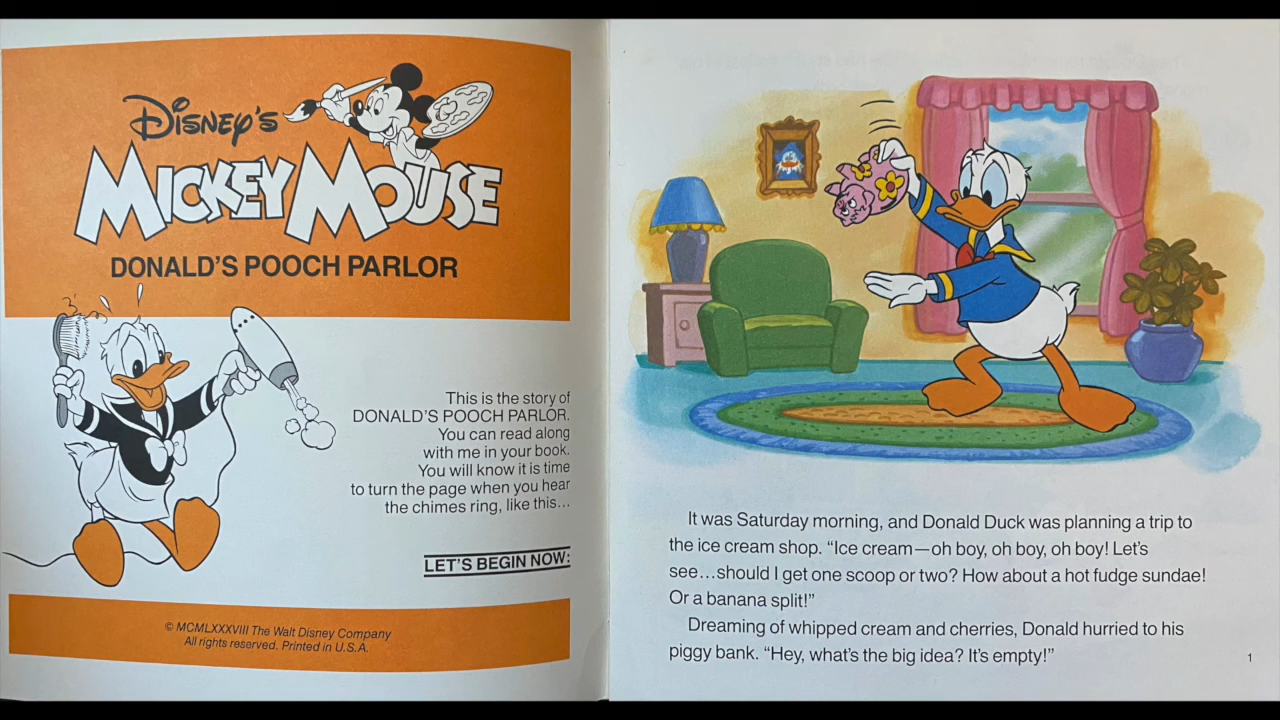 DISNEY'S
MICKEY MOUSE
DONALD'S POOCH PARLOR
This is the story of
DONALD'S POOCH PARLOR.
You can read along
with me in your book.
You will know it is time
to turn the page when you hear
the chimes ring, like this...
LET'S BEGIN NOW:
© MCMLXXXVIII The Walt Disney Company
All rights reserved. Printed in U.S.A.
It was Saturday morning, and Donald Duck was planning a trip to
the ice cream shop. “Ice cream—oh boy, oh boy, oh boy! Let’s
see...should I get one scoop or two? How about a hot fudge sundae!
Or a banana split!”
Dreaming of whipped cream and cherries, Donald hurried to his
piggy bank. “Hey, what’s the big idea? It’s empty!”
1